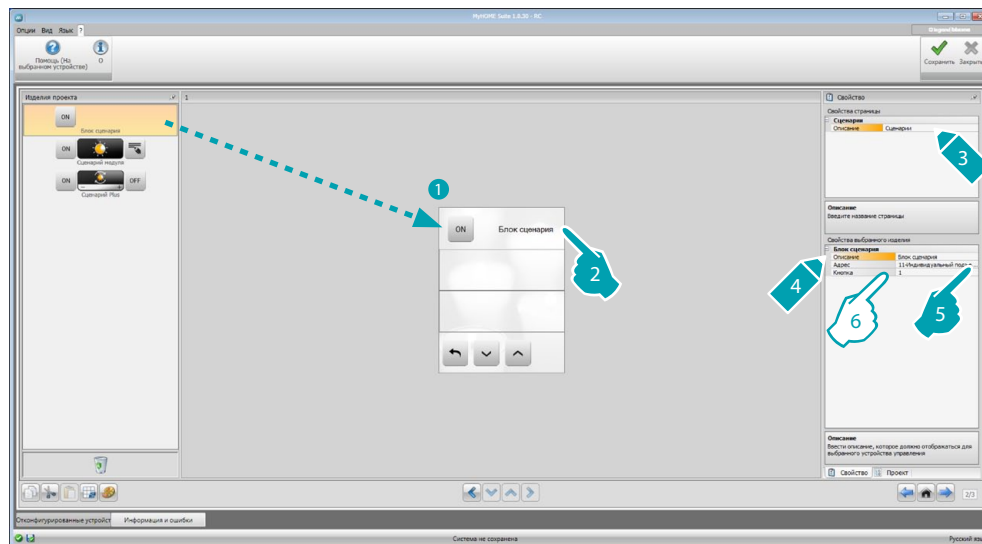 MyHOME Suite 1.0.30 - RC
Опции Вид Язык ?
Помощь (На выбранном устройстве)
О
Сохранить Закрыть
Изделия проекта
1
Свойство
ON
Блок сценария
ON
Сценарий модуля
ON OFF
Сценарий Plus
1
ON Блок сценария
2
Свойства страницы
Сценарии
Описание Сценарии
3
Описание
Введите название страницы
Свойства выбранного изделия
Блок сценария
Описание Блок сценария
Адрес
Кнопка 1
4
5
6
Описание
Ввести описание, которое должно отображаться для
выбранного устройства управления
Свойство Проект
2/3
Отконфигурированные устройст Информация и ошибки
Система не сохранена
Русский язы